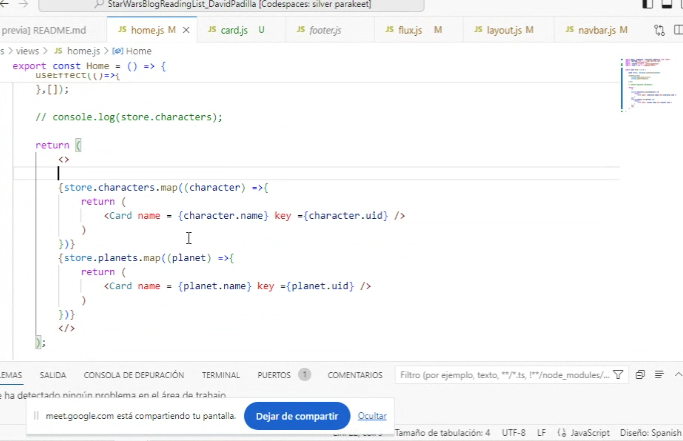 StarWarsBlogReadingList_DavidPadilla [Codespaces: silver parakeet]
previa] README.md JS home.js M JS card.js U JS footer.js JS flux.js M JS layout.js M JS navbar.js M
s > views > JS home.js > Home
export const Home = () => {
useEffect(()=>{
},[]);
// console.log(store.characters);
return (
<>
{store.characters.map((character) =>{
return (
<Card name = {character.name} key ={character.uid} />
)
})}
{store.planets.map((planet) =>{
return (
<Card name = {planet.name} key ={planet.uid} />
)
})}
</>
);
LEMAS SALIDA CONSOLA DE DEPURACIÓN TERMINAL PUERTOS 1 COMENTARIOS Filtro (por ejemplo, texto, **/*.ts, !**/node_modules/...
e ha detectado ningún problema en el área de trabajo.
meet.google.com está compartiendo tu pantalla. Dejar de compartir Ocultar
Tamaño de tabulación: 4 UTF-8 LF {} JavaScript Diseño: Spanish